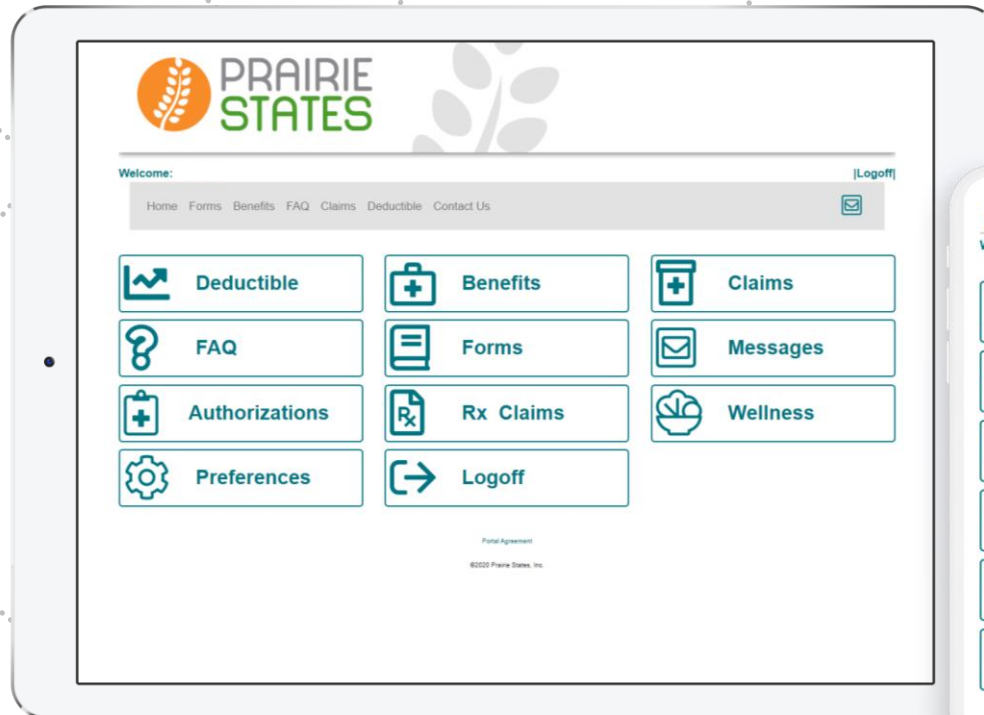 PRAIRIE
STATES
Welcome: |Logoff|
Home Forms Benefits FAQ Claims Deductible Contact Us
Deductible Benefits Claims
FAQ Forms Messages
Authorizations Rx Claims Wellness
Preferences Logoff
Portal Agreement
©2020 Prairie States, Inc.